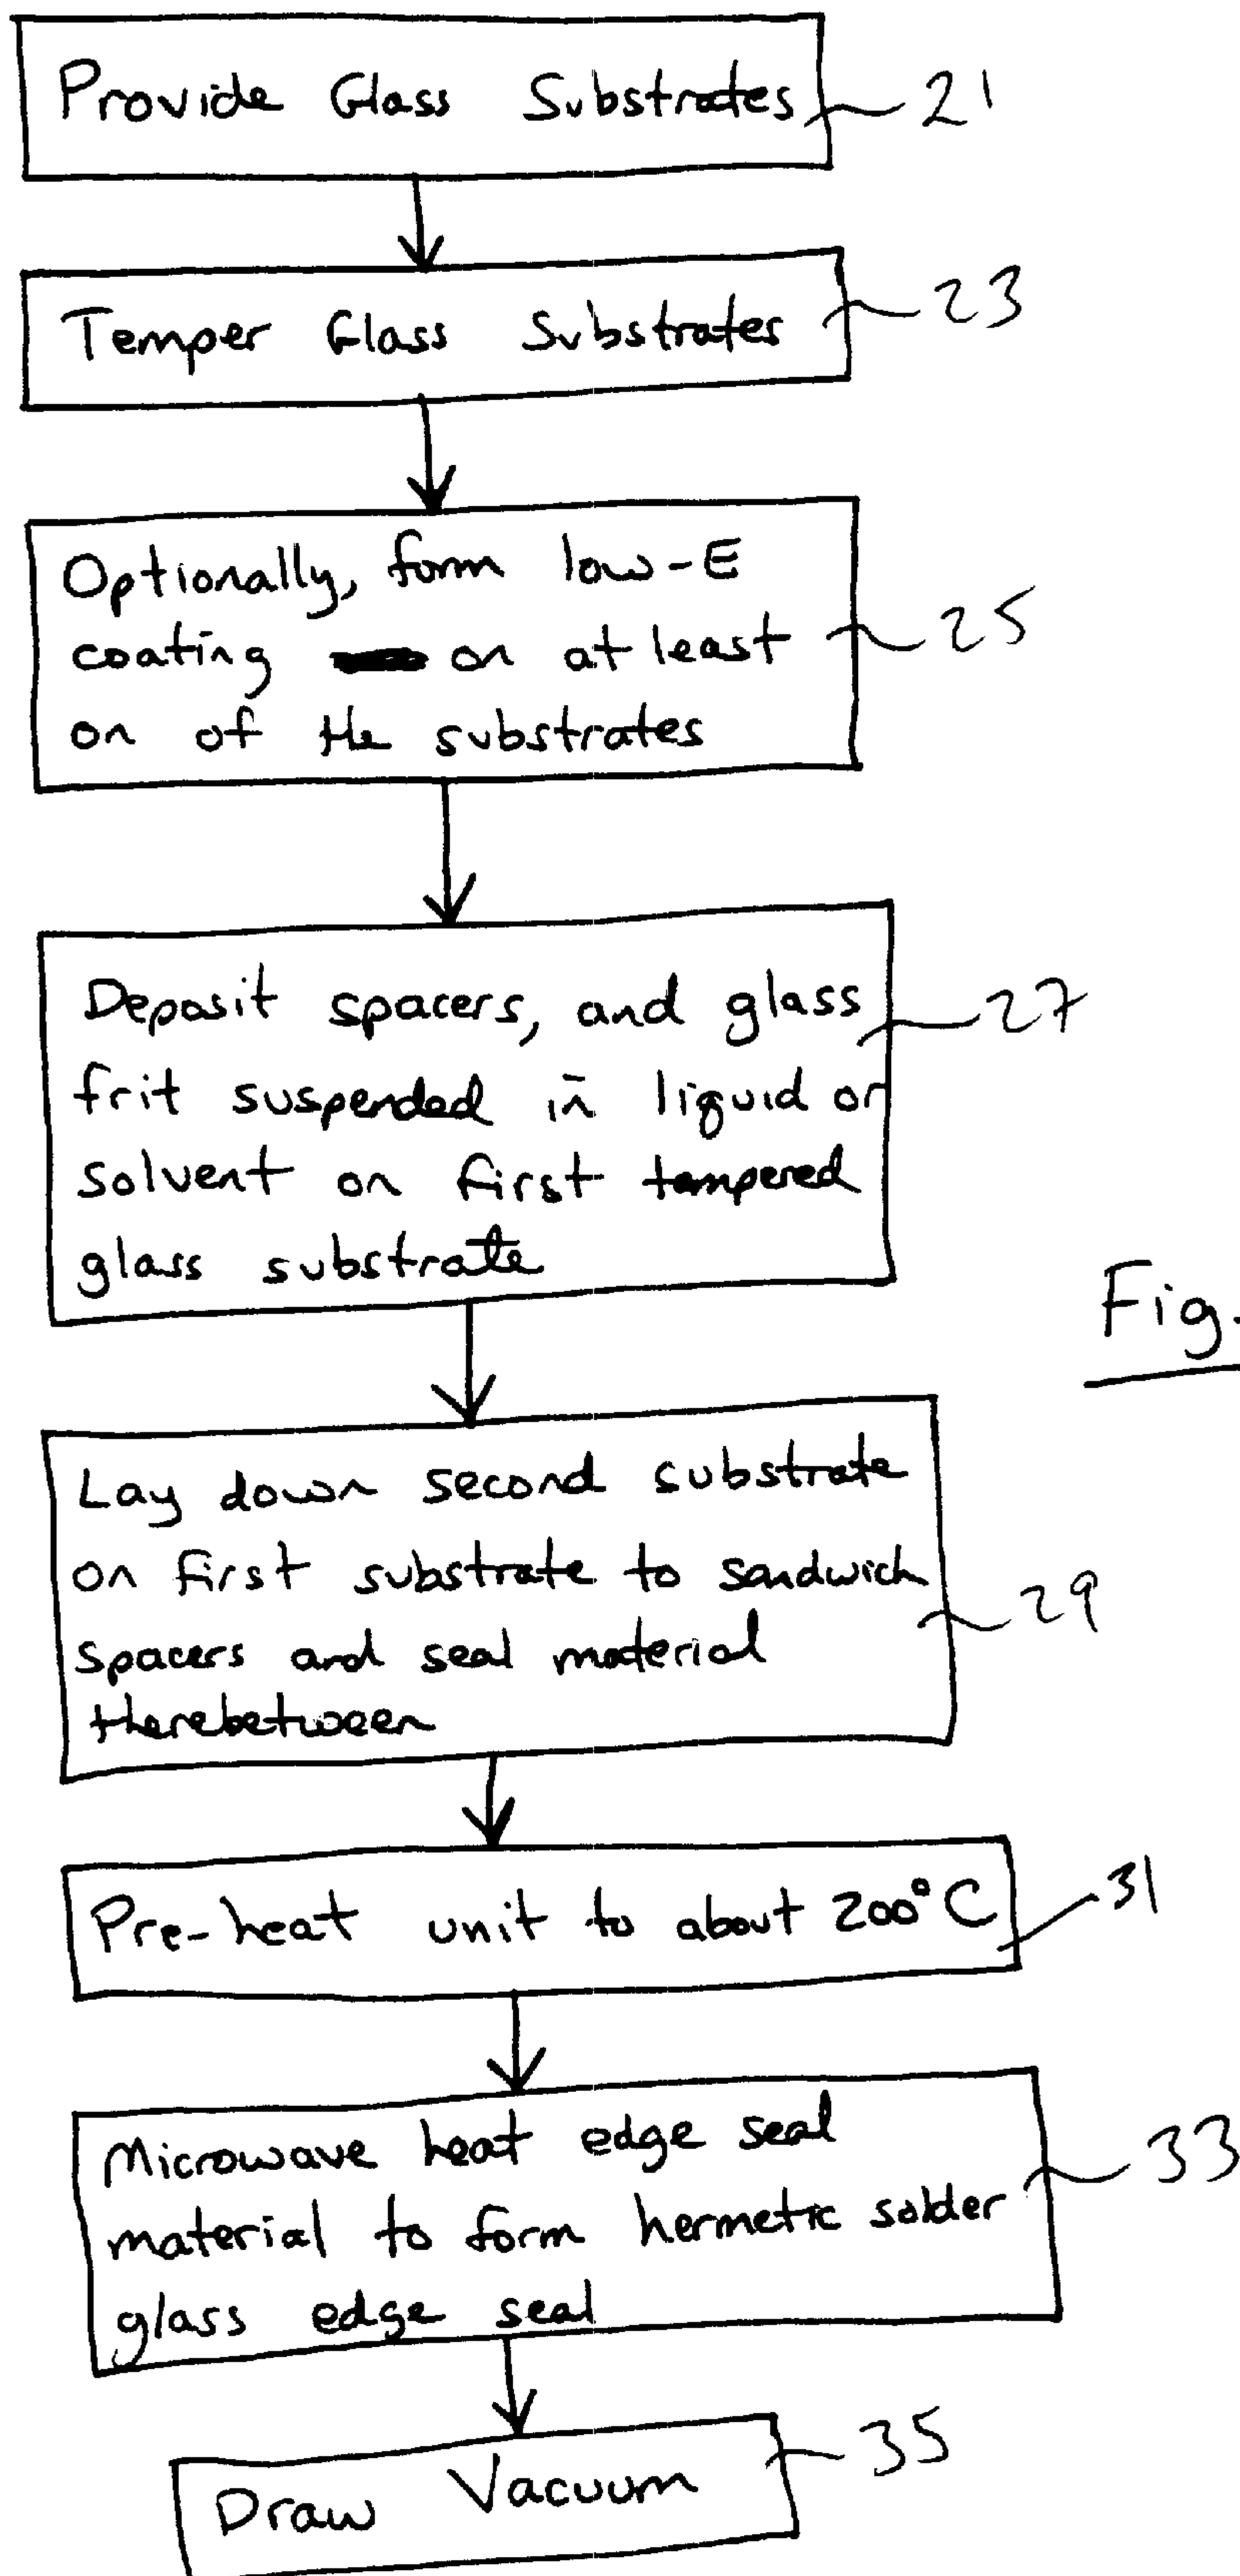 Provide Glass Substrates
21
Temper Glass Substrates
23
Optionally, form low-E
coating on at least
on of the substrates
25
Deposit spacers, and glass
frit suspended in liquid or
solvent on first tempered
glass substrate
27
Fig.
Lay down second substrate
on first substrate to sandwich
spacers and seal material
therebetween
29
Pre-heat unit to about 200°C
31
Microwave heat edge seal
material to form hermetic solder
glass edge seal
33
Draw Vacuum
35